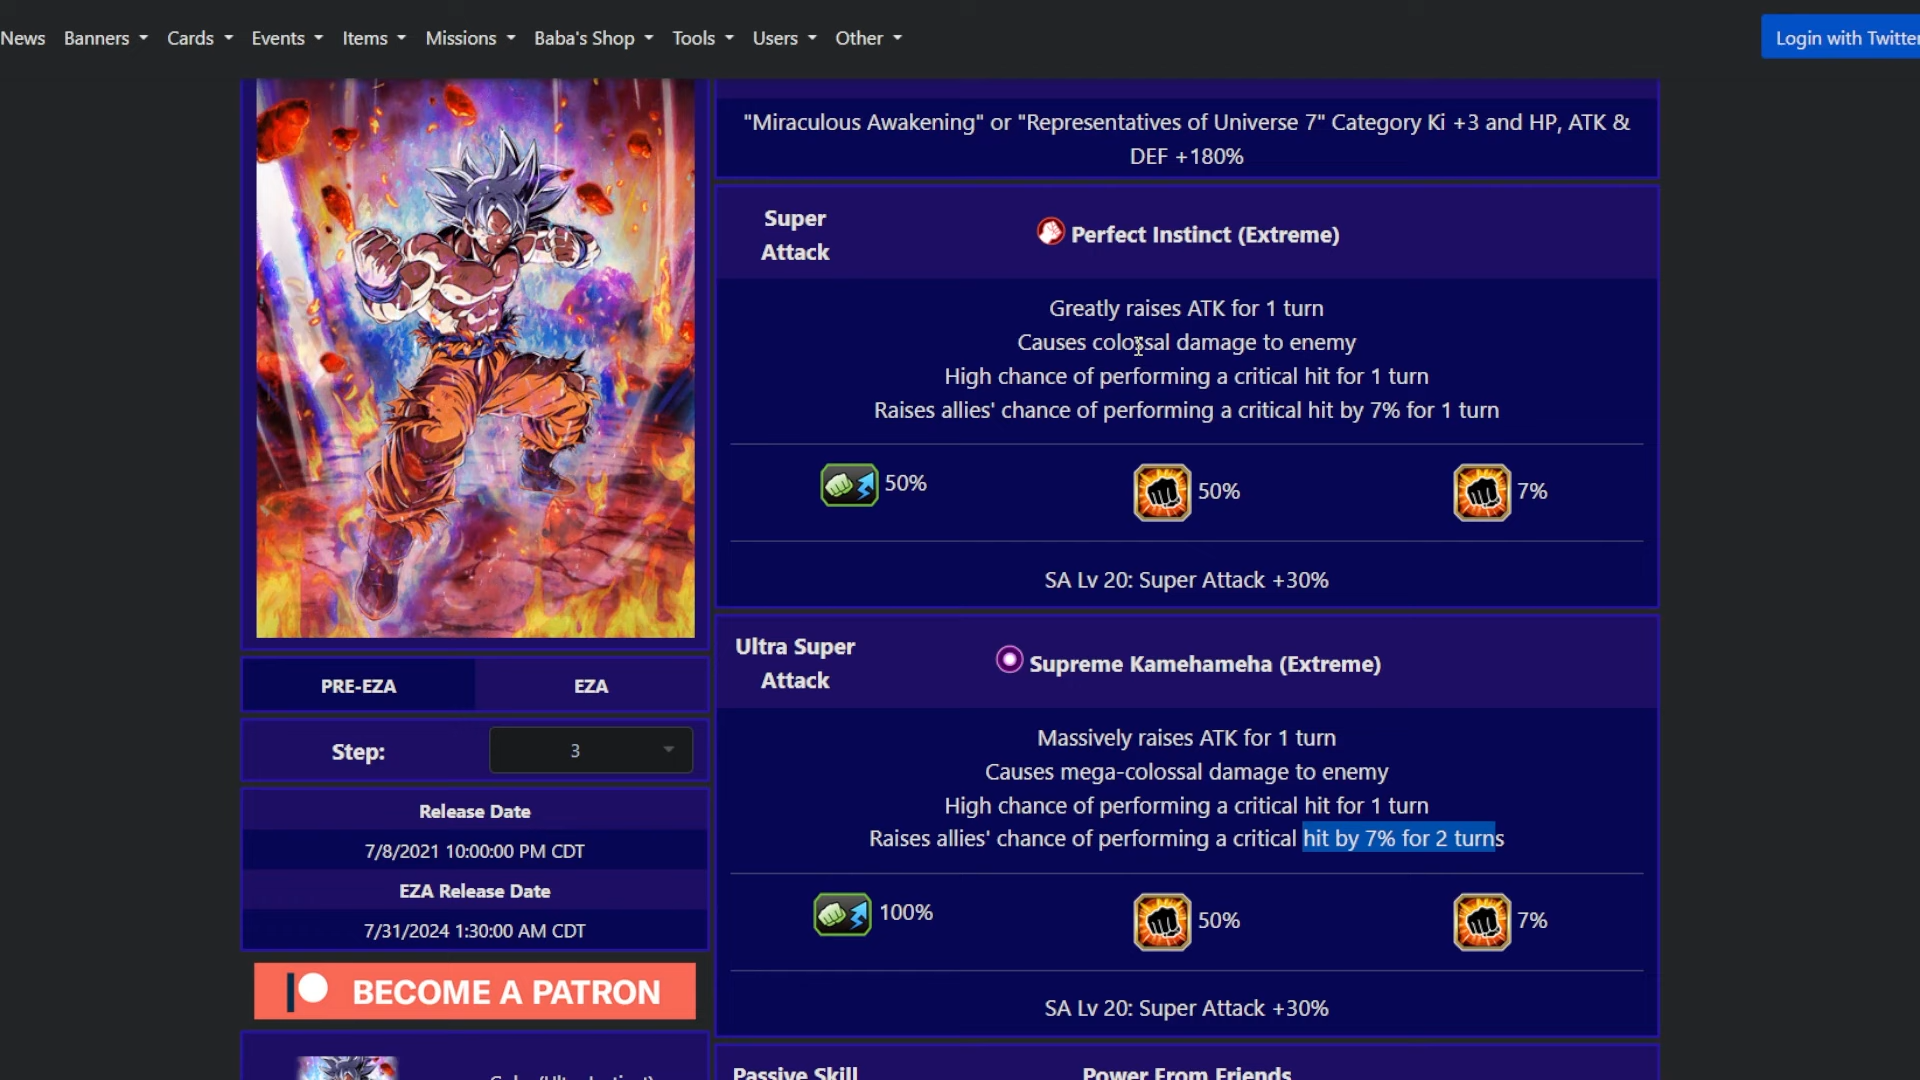 News Banners Cards Events Items Missions Baba's Shop Tools Users Other Login with Twitter
"Miraculous Awakening" or "Representatives of Universe 7" Category Ki +3 and HP, ATK &
DEF +180%
Super
Attack
Perfect Instinct (Extreme)
Greatly raises ATK for 1 turn
Causes colossal damage to enemy
High chance of performing a critical hit for 1 turn
Raises allies' chance of performing a critical hit by 7% for 1 turn
50% 50% 7%
SA Lv 20: Super Attack +30%
Ultra Super
Attack
Supreme Kamehameha (Extreme)
Massively raises ATK for 1 turn
Causes mega-colossal damage to enemy
High chance of performing a critical hit for 1 turn
Raises allies' chance of performing a critical hit by 7% for 2 turns
100% 50% 7%
SA Lv 20: Super Attack +30%
Passive Skill Power From Friends
PRE-EZA EZA
Step: 3
Release Date
7/8/2021 10:00:00 PM CDT
EZA Release Date
7/31/2024 1:30:00 AM CDT
BECOME A PATRON